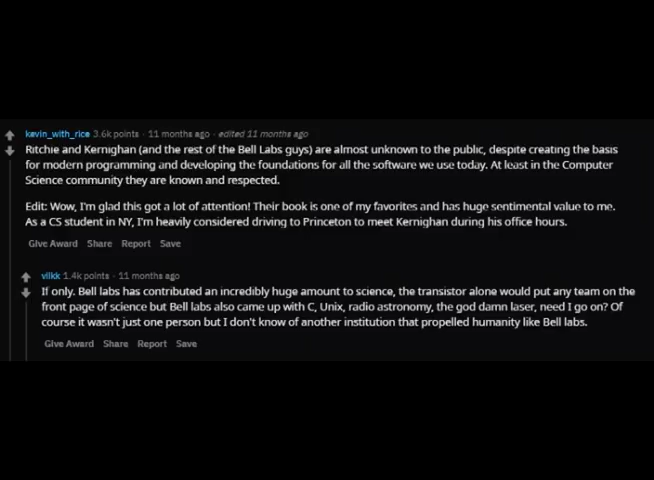 kevin_with_rice 3.6k points · 11 months ago · edited 11 months ago
Ritchie and Kernighan (and the rest of the Bell Labs guys) are almost unknown to the public, despite creating the basis
for modern programming and developing the foundations for all the software we use today. At least in the Computer
Science community they are known and respected.
Edit: Wow, I'm glad this got a lot of attention! Their book is one of my favorites and has huge sentimental value to me.
As a CS student in NY, I'm heavily considered driving to Princeton to meet Kernighan during his office hours.
Give Award Share Report Save
viikk 1.4k points · 11 months ago
If only. Bell labs has contributed an incredibly huge amount to science, the transistor alone would put any team on the
front page of science but Bell labs also came up with C, Unix, radio astronomy, the god damn laser, need I go on? Of
course it wasn't just one person but I don't know of another institution that propelled humanity like Bell labs.
Give Award Share Report Save